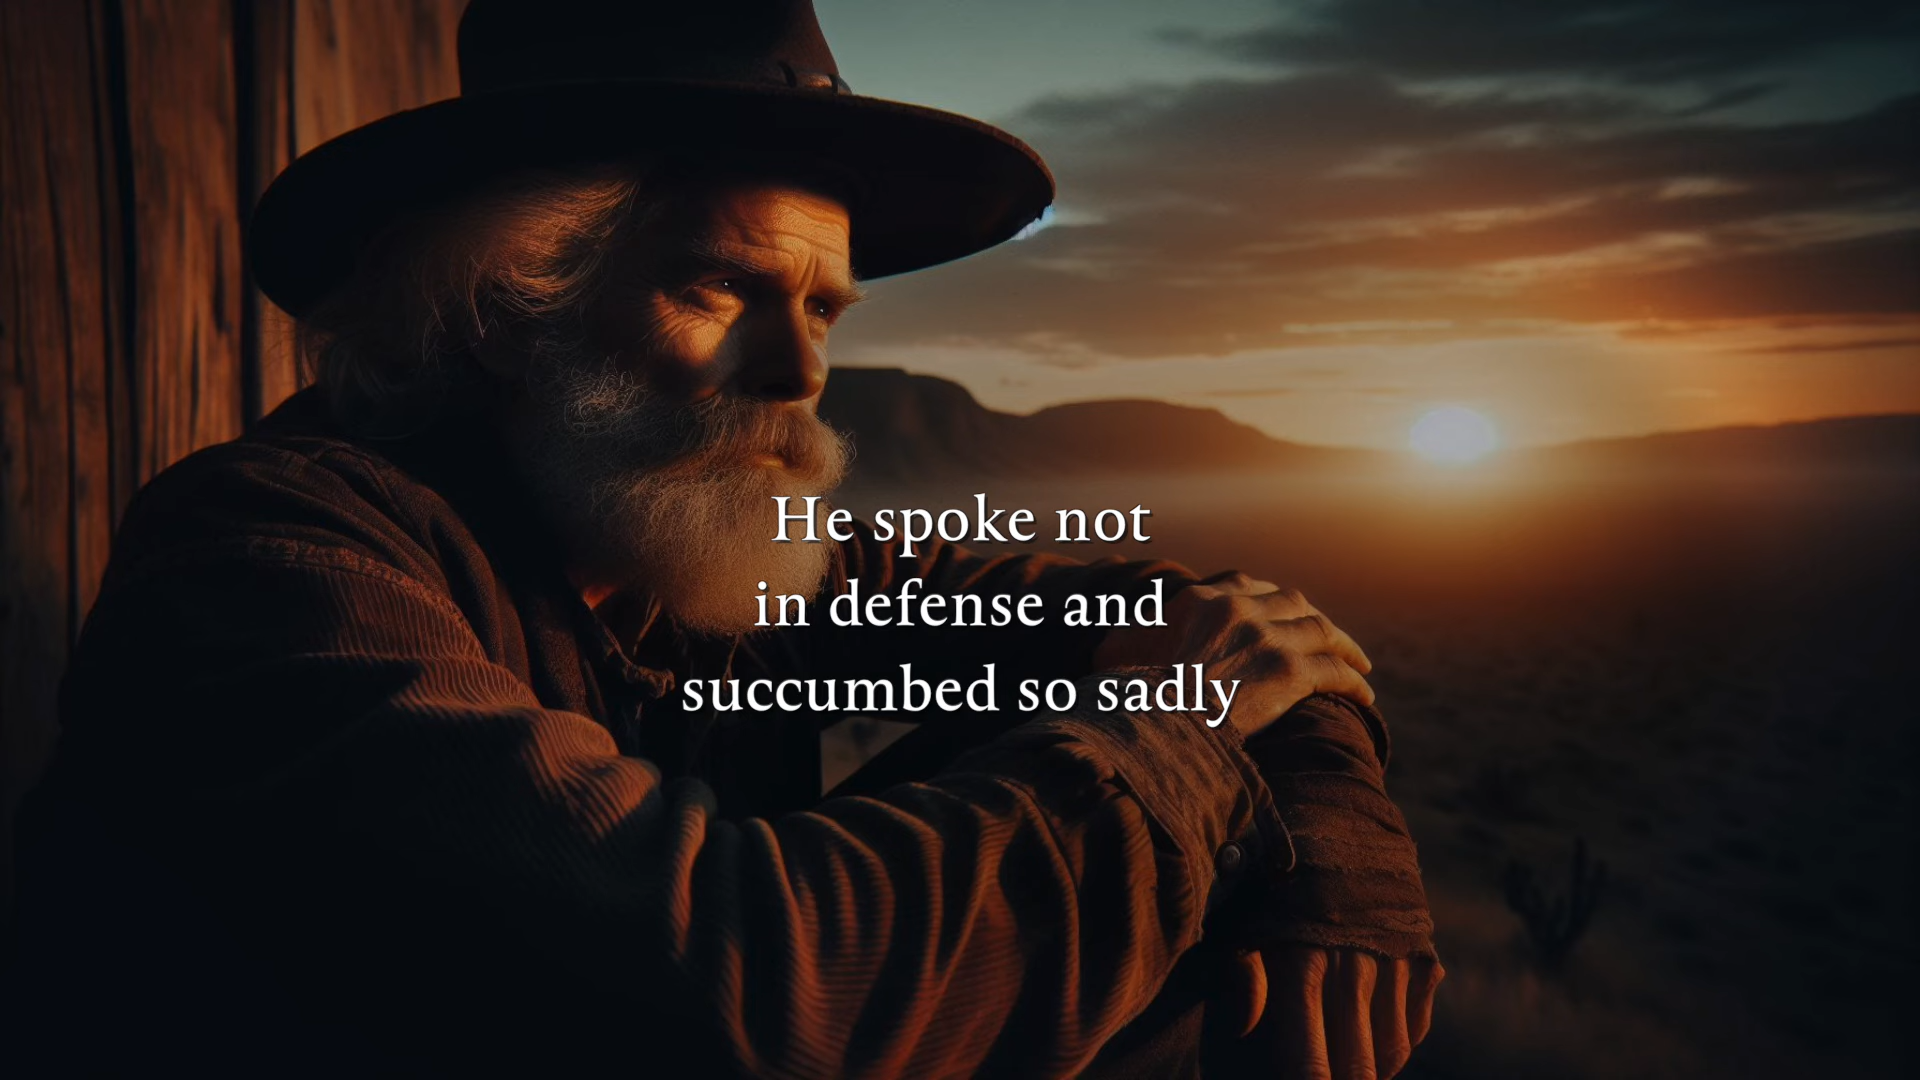 He spoke not
in defense and
succumbed so sadly